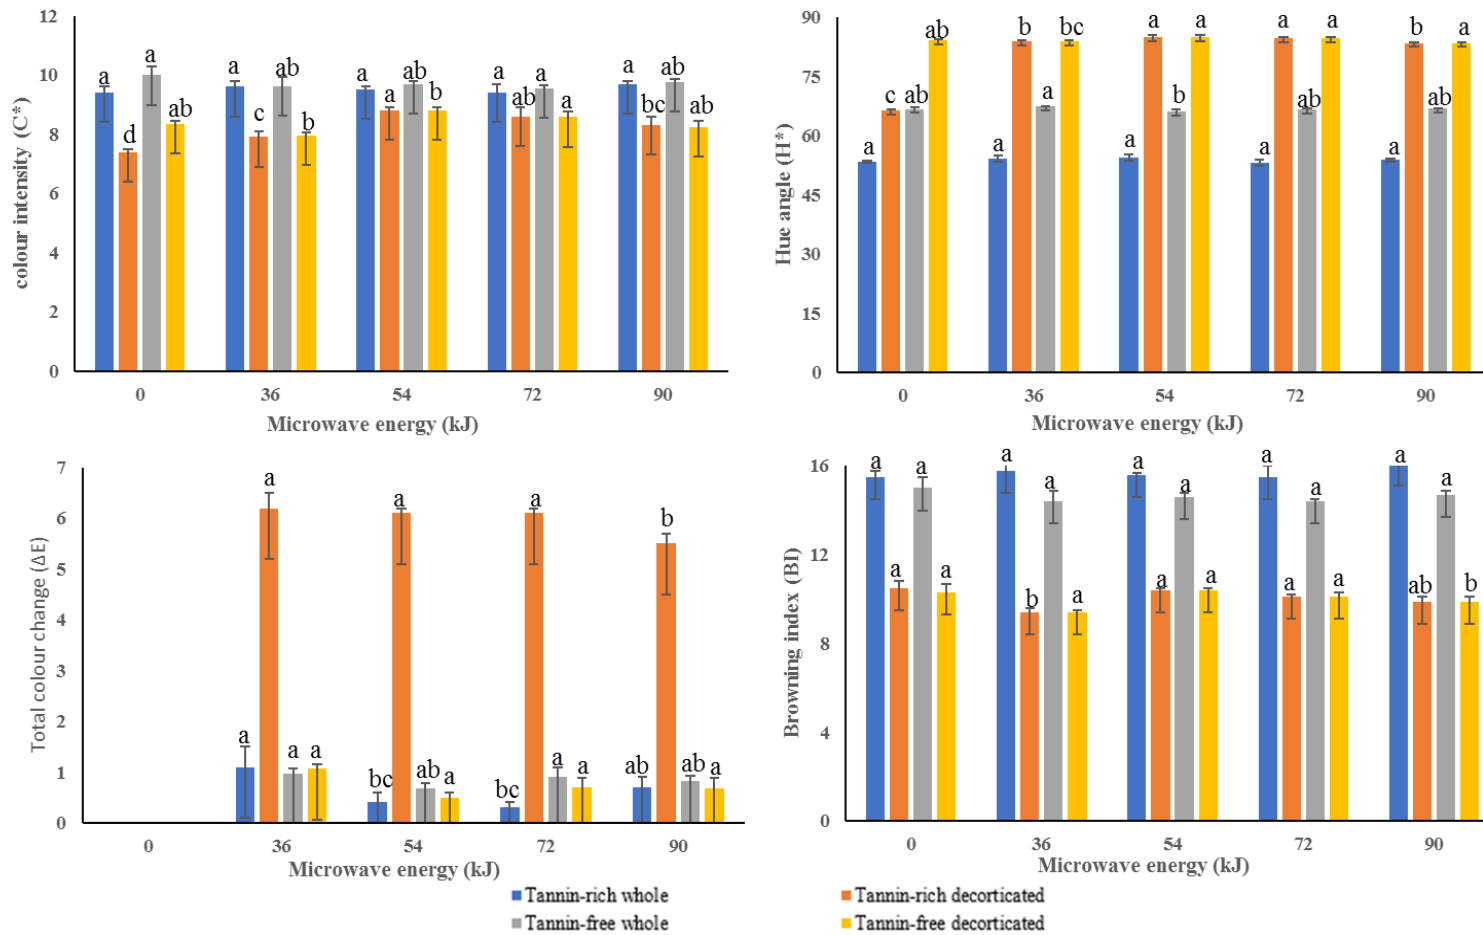 colour intensity (C*)
12
10
8
6
4
2
0
a d a ab
a c ab b
a a ab b
a ab a a
a bc ab ab
0 36 54 72 90
Microwave energy (kJ)
Hue angle (H*)
90
75
60
45
30
15
0
a c ab ab
a b a bc
a a b a
a a ab a
a b ab a
0 36 54 72 90
Microwave energy (kJ)
Total colour change (ΔE)
7
6
5
4
3
2
1
0
a a a a
bc a ab a
bc a a a
ab b ab a
0 36 54 72 90
Microwave energy (kJ)
Browning index (BI)
16
12
8
4
0
a a a a
a b a a
a a a a
a a a a
a ab a b
0 36 54 72 90
Microwave energy (kJ)
Tannin-rich whole Tannin-rich decorticated
Tannin-free whole Tannin-free decorticated